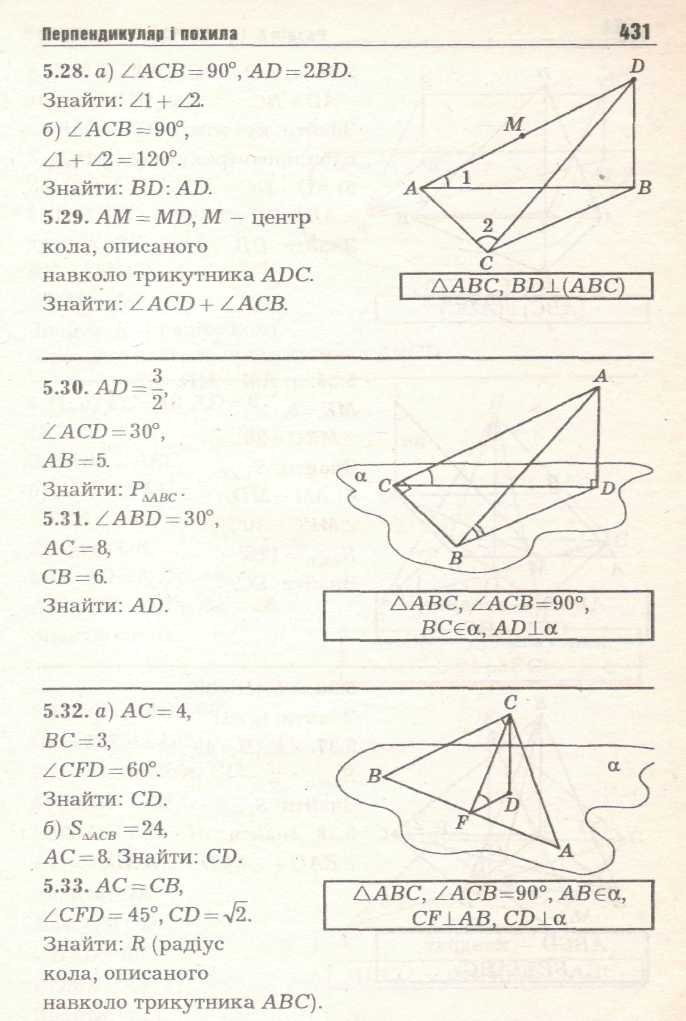 Перпендикуляр і похила 431
5.28. а) ∠ACB=90°, AD=2BD.
Знайти: ∠1+∠2.
б) ∠ACB=90°,
∠1+∠2=120°.
Знайти: BD:AD.
5.29. AM=MD, M – центр
кола, описаного
навколо трикутника ADC.
Знайти: ∠ACD+∠ACB.
D
M
A
1
B
2
C
△ABC, BD⊥(ABC)
5.30. AD=3/2,
∠ACD=30°,
AB=5.
Знайти: P△ABC.
5.31. ∠ABD=30°,
AC=8,
CB=6.
Знайти: AD.
A
α
C
D
B
△ABC, ∠ACB=90°,
BC∈α, AD⊥α
5.32. а) AC=4,
BC=3,
∠CFD=60°.
Знайти: CD.
б) S△ACB=24,
AC=8. Знайти: CD.
5.33. AC=CB,
∠CFD=45°, CD=√2.
Знайти: R (радіус
кола, описаного
навколо трикутника ABC).
C
B
α
D
F
A
△ABC, ∠ACB=90°, AB∈α,
CF⊥AB, CD⊥α